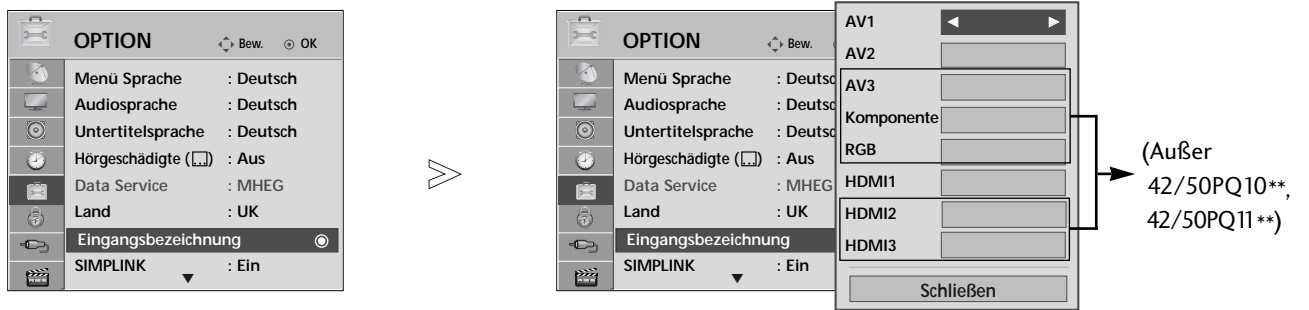 OPTION
Bew. OK
Menü Sprache : Deutsch
Audiosprache : Deutsch
Untertitelsprache : Deutsch
Hörgeschädigte ( ) : Aus
Data Service : MHEG
Land : UK
Eingangsbezeichnung
SIMPLINK : Ein
OPTION
Bew.
Menü Sprache : Deutsc
Audiosprache : Deutsc
Untertitelsprache : Deutsc
Hörgeschädigte ( ) : Aus
Data Service : MHEG
Land : UK
Eingangsbezeichnung
SIMPLINK : Ein
AV1
AV2
AV3
Komponente
RGB
HDMI1
HDMI2
HDMI3
Schließen
(Außer
42/50PQ10**,
42/50PQ11**)